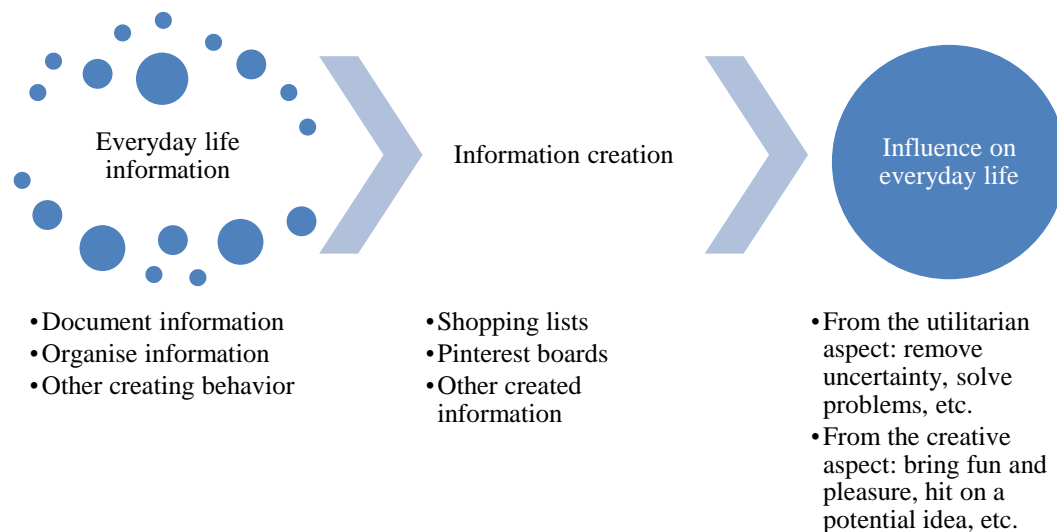 Everyday life
information
Information creation
Influence on
everyday life
•Document information
•Organise information
•Other creating behavior
•Shopping lists
•Pinterest boards
•Other created
information
•From the utilitarian
aspect: remove
uncertainty, solve
problems, etc.
•From the creative
aspect: bring fun and
pleasure, hit on a
potential idea, etc.